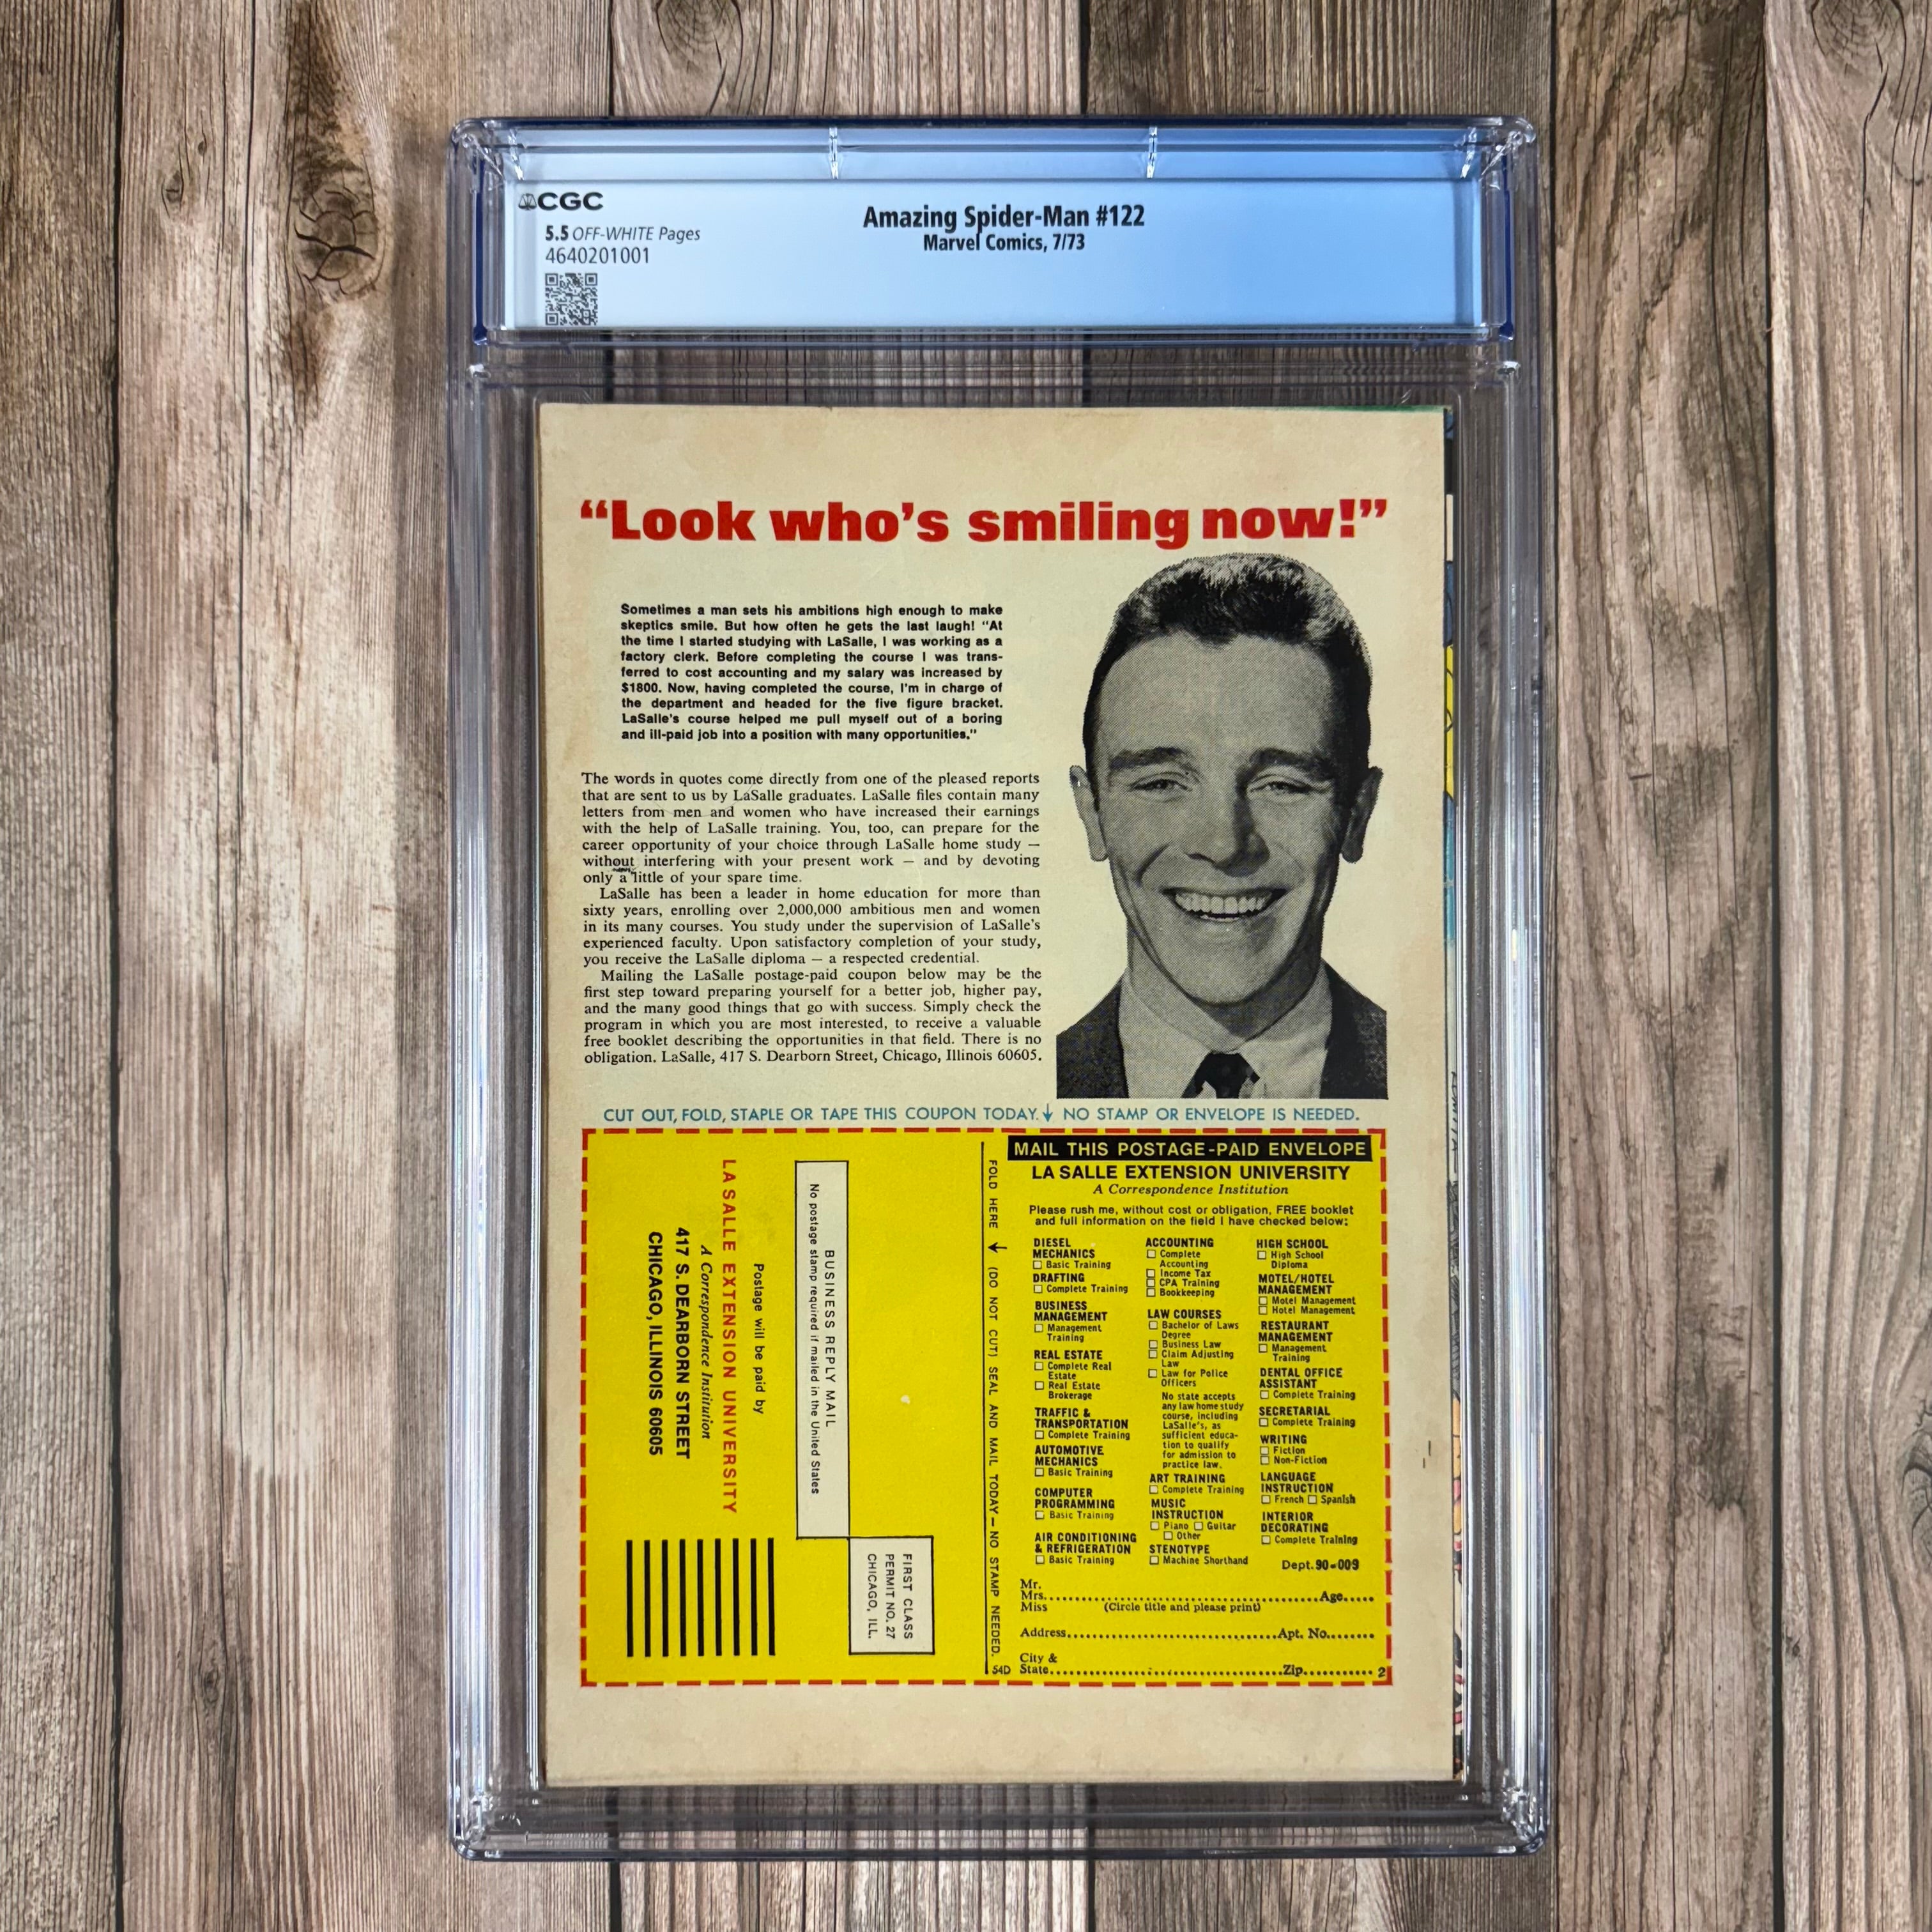 CGC
5.5 OFF-WHITE Pages
4640201001
Amazing Spider-Man #122
Marvel Comics, 7/73
“Look who’s smiling now!”
Sometimes a man sets his ambitions high enough to make
skeptics smile. But how often he gets the last laugh! “At
the time I started studying with LaSalle, I was working as a
factory clerk. Before completing the course I was trans-
ferred to cost accounting and my salary was increased by
$1800. Now, having completed the course, I’m in charge of
the department and headed for the five figure bracket.
LaSalle’s course helped me pull myself out of a boring
and ill-paid job into a position with many opportunities.”
The words in quotes come directly from one of the pleased reports
that are sent to us by LaSalle graduates. LaSalle files contain many
letters from men and women who have increased their earnings
with the help of LaSalle training. You, too, can prepare for the
career opportunity of your choice through LaSalle home study —
without interfering with your present work — and by devoting
only a little of your spare time.
LaSalle has been a leader in home education for more than
sixty years, enrolling over 2,000,000 ambitious men and women
in its many courses. You study under the supervision of LaSalle’s
experienced faculty. Upon satisfactory completion of your study,
you receive the LaSalle diploma — a respected credential.
Mailing the LaSalle postage-paid coupon below may be the
first step toward preparing yourself for a better job, higher pay,
and the many good things that go with success. Simply check the
program in which you are most interested, to receive a valuable
free booklet describing the opportunities in that field. There is no
obligation. LaSalle, 417 S. Dearborn Street, Chicago, Illinois 60605.
CUT OUT, FOLD, STAPLE OR TAPE THIS COUPON TODAY. NO STAMP OR ENVELOPE IS NEEDED.
BUSINESS REPLY MAIL
No postage stamp required if mailed in the United States
Postage will be paid by
LA SALLE EXTENSION UNIVERSITY
A Correspondence Institution
417 S. DEARBORN STREET
CHICAGO, ILLINOIS 60605
FIRST CLASS
PERMIT NO. 27
CHICAGO, ILL.
FOLD HERE (DO NOT CUT) SEAL AND MAIL TODAY — NO STAMP NEEDED.
54D
MAIL THIS POSTAGE-PAID ENVELOPE
LA SALLE EXTENSION UNIVERSITY
A Correspondence Institution
Please rush me, without cost or obligation, FREE booklet
and full information on the field I have checked below:
DIESEL
MECHANICS
Basic Training
DRAFTING
Complete Training
BUSINESS
MANAGEMENT
Management
Training
REAL ESTATE
Complete Real
Estate
Real Estate
Brokerage
TRAFFIC &
TRANSPORTATION
Complete Training
AUTOMOTIVE
MECHANICS
Basic Training
COMPUTER
PROGRAMMING
Basic Training
AIR CONDITIONING
& REFRIGERATION
Basic Training
ACCOUNTING
Complete
Accounting
Income Tax
CPA Training
Bookkeeping
LAW COURSES
Bachelor of Laws
Degree
Business Law
Claim Adjusting
Law
Law for Police
Officers
No state accepts
any law home study
course, including
LaSalle’s, as
sufficient educa-
tion to qualify
for admission to
practice law.
ART TRAINING
Complete Training
MUSIC
INSTRUCTION
Piano Guitar
Other
STENOTYPE
Machine Shorthand
HIGH SCHOOL
High School
Diploma
MOTEL/HOTEL
MANAGEMENT
Motel Management
Hotel Management
RESTAURANT
MANAGEMENT
Management
Training
DENTAL OFFICE
ASSISTANT
Complete Training
SECRETARIAL
Complete Training
WRITING
Fiction
Non-Fiction
LANGUAGE
INSTRUCTION
French Spanish
INTERIOR
DECORATING
Complete Training
Dept. 90-009
Mr.
Mrs. Age
Miss (Circle title and please print)
Address Apt. No.
City &
State Zip 2